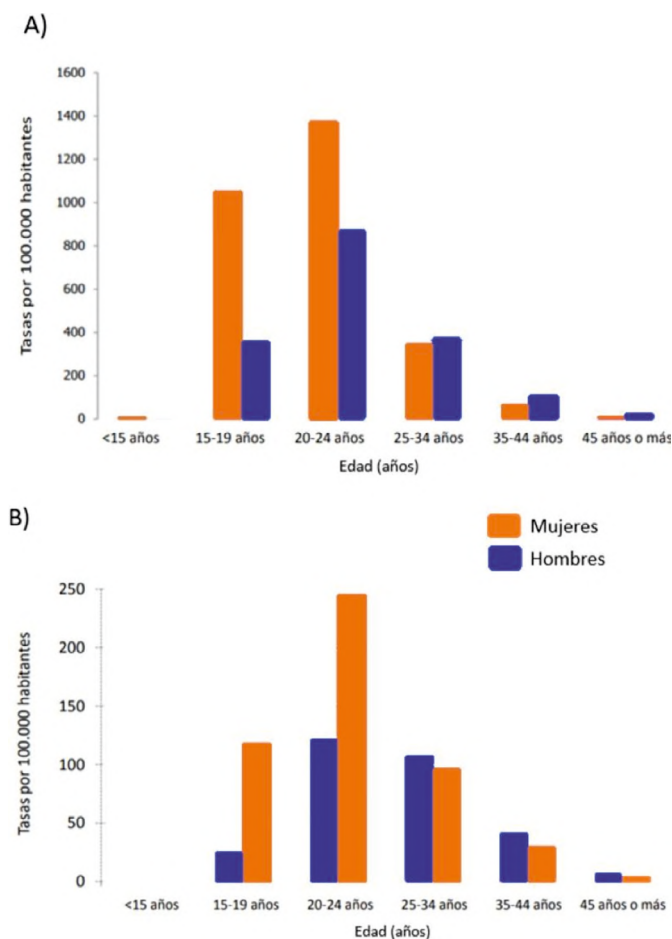 A)
Tasas por 100.000 habitantes
1600
1400
1200
1000
800
600
400
200
0
<15 años 15-19 años 20-24 años 25-34 años 35-44 años 45 años o más
Edad (años)
B)
Mujeres
Hombres
Tasas por 100.000 habitantes
250
200
150
100
50
0
<15 años 15-19 años 20-24 años 25-34 años 35-44 años 45 años o más
Edad (años)